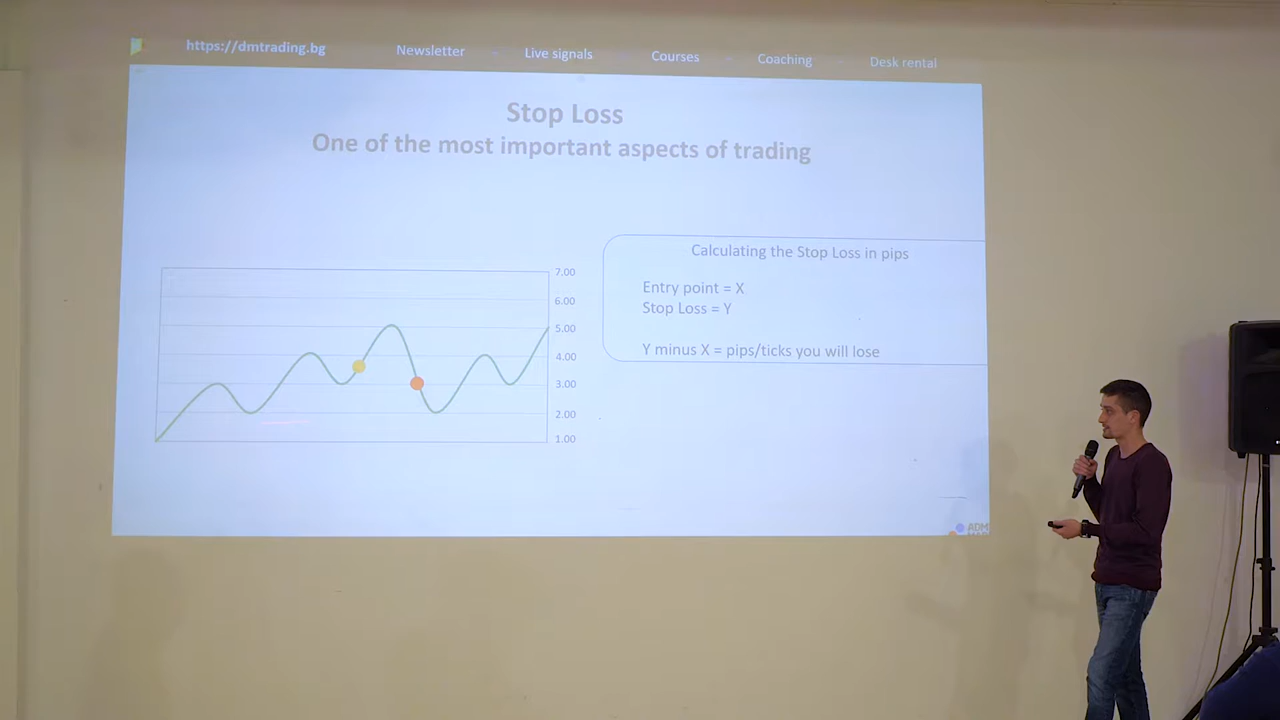 https://dmtrading.bg Newsletter - Live signals - Courses - Coaching - Desk rental
Stop Loss
One of the most important aspects of trading
Calculating the Stop Loss in pips
Entry point = X
Stop Loss = Y
Y minus X = pips/ticks you will lose
7.00
6.00
5.00
4.00
3.00
2.00
1.00
ADM